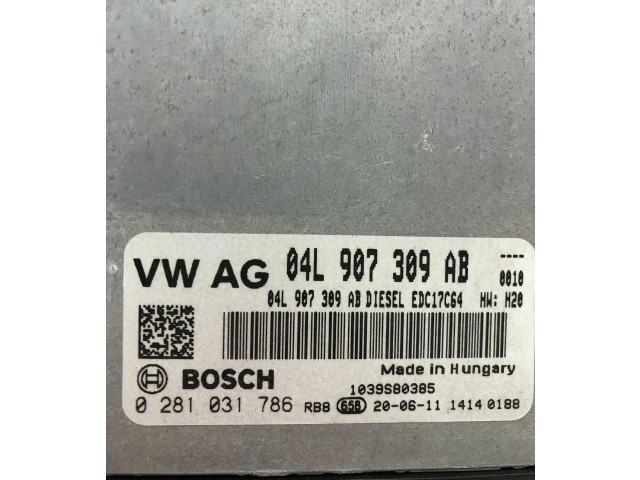 VW AG 04L 907 309 AB ----
0010
04L 907 309 AB DIESEL EDC17C64 HW: H20
Made in Hungary
BOSCH 1039S80385
0 281 031 786 RB8 658 20-06-11 1414 0188